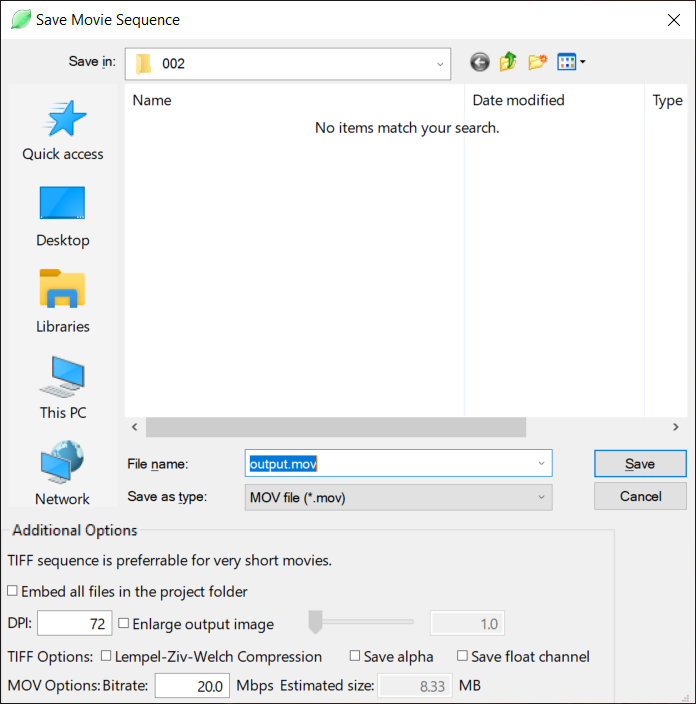 Save Movie Sequence
Save in: 002
Name Date modified Type
No items match your search.
Quick access
Desktop
Libraries
This PC
Network
File name: output.mov Save
Save as type: MOV file (*.mov) Cancel
Additional Options
TIFF sequence is preferrable for very short movies.
Embed all files in the project folder
DPI: 72 Enlarge output image 1.0
TIFF Options: Lempel-Ziv-Welch Compression Save alpha Save float channel
MOV Options: Bitrate: 20.0 Mbps Estimated size: 8.33 MB